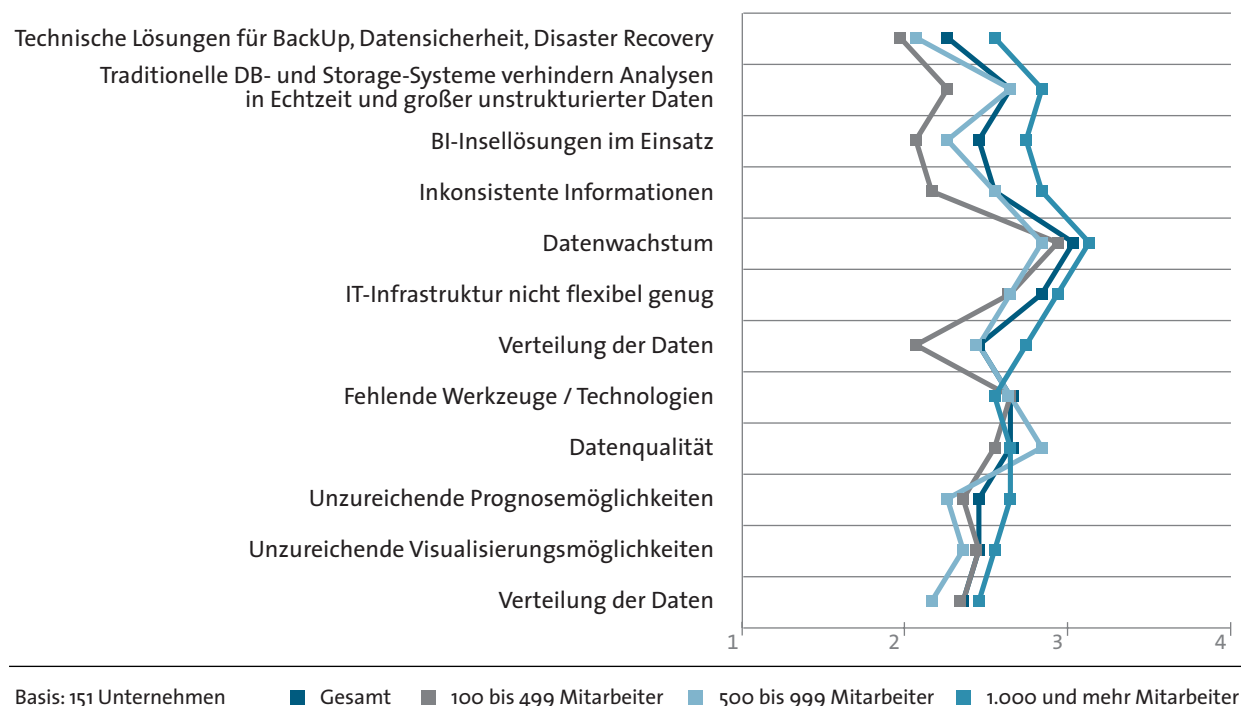 Technische Lösungen für BackUp, Datensicherheit, Disaster Recovery
Traditionelle DB- und Storage-Systeme verhindern Analysen
in Echtzeit und großer unstrukturierter Daten
BI-Insellösungen im Einsatz
Inkonsistente Informationen
Datenwachstum
IT-Infrastruktur nicht flexibel genug
Verteilung der Daten
Fehlende Werkzeuge / Technologien
Datenqualität
Unzureichende Prognosemöglichkeiten
Unzureichende Visualisierungsmöglichkeiten
Verteilung der Daten
1 2 3 4
Basis: 151 Unternehmen Gesamt 100 bis 499 Mitarbeiter 500 bis 999 Mitarbeiter 1.000 und mehr Mitarbeiter